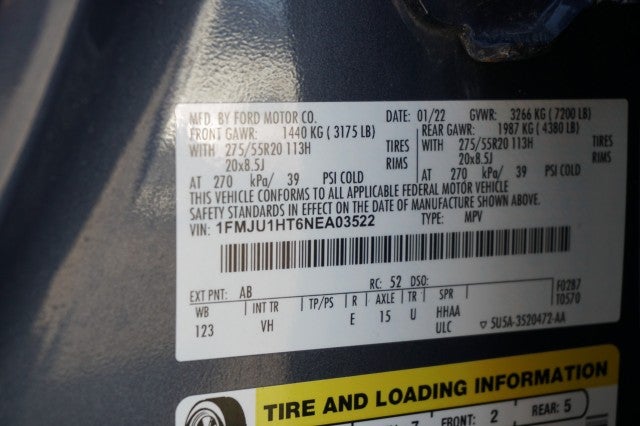 MFD. BY FORD MOTOR CO. DATE: 01/22 GVWR: 3266 KG (7200 LB)
FRONT GAWR: 1440 KG (3175 LB) REAR GAWR: 1987 KG (4380 LB)
WITH 275/55R20 113H TIRES 275/55R20 113H TIRES
WITH 20x8.5J RIMS 20x8.5J RIMS
AT 270 kPa/ 39 PSI COLD AT 270 kPa/ 39 PSI COLD
THIS VEHICLE CONFORMS TO ALL APPLICABLE FEDERAL MOTOR VEHICLE
SAFETY STANDARDS IN EFFECT ON THE DATE OF MANUFACTURE SHOWN ABOVE.
VIN: 1FMJU1HT6NEA03522 TYPE: MPV
EXT PNT: AB RC: 52 DSO: F0287
WB INT TR TP/PS R AXLE TR SPR T0570
123 VH E 15 U HHAA
ULC ▽ 5U5A-3520472-AA
TIRE AND LOADING INFORMATION
7 FRONT: 2 REAR: 5